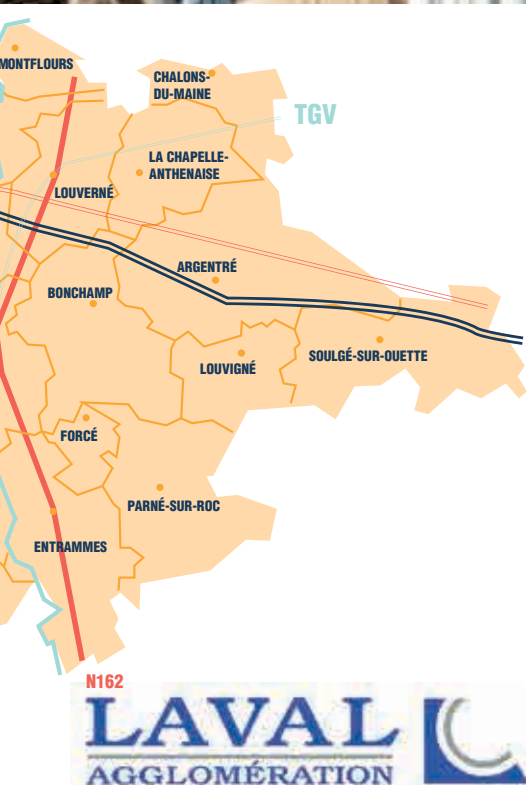 MONTFLOURS
CHALONS-
DU-MAINE
TGV
LA CHAPELLE-
ANTHENAISE
LOUVERNÉ
ARGENTRÉ
BONCHAMP
SOULGÉ-SUR-OUETTE
LOUVIGNÉ
FORCÉ
PARNÉ-SUR-ROC
ENTRAMMES
N162
LAVAL
AGGLOMÉRATION